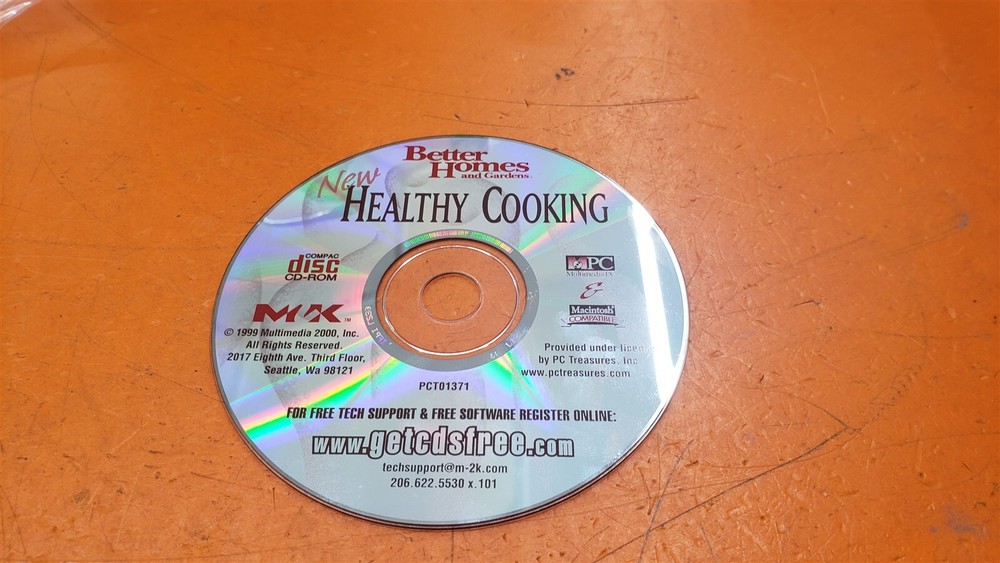 Better
Homes
and Gardens.
New
HEALTHY COOKING
COMPAC
disc
CD-ROM
MPC
Multimedia PC
&
Macintosh
COMPATIBLE
M2K TM
© 1999 Multimedia 2000, Inc.
All Rights Reserved.
2017 Eighth Ave. Third Floor,
Seattle, Wa 98121
Provided under
by PC Treasures, Inc
www.pctreasures.com
PCT01371
FOR FREE TECH SUPPORT & FREE SOFTWARE REGISTER ONLINE:
www.getcdsfree.com
techsupport@m-2k.com
206.622.5530 x.101